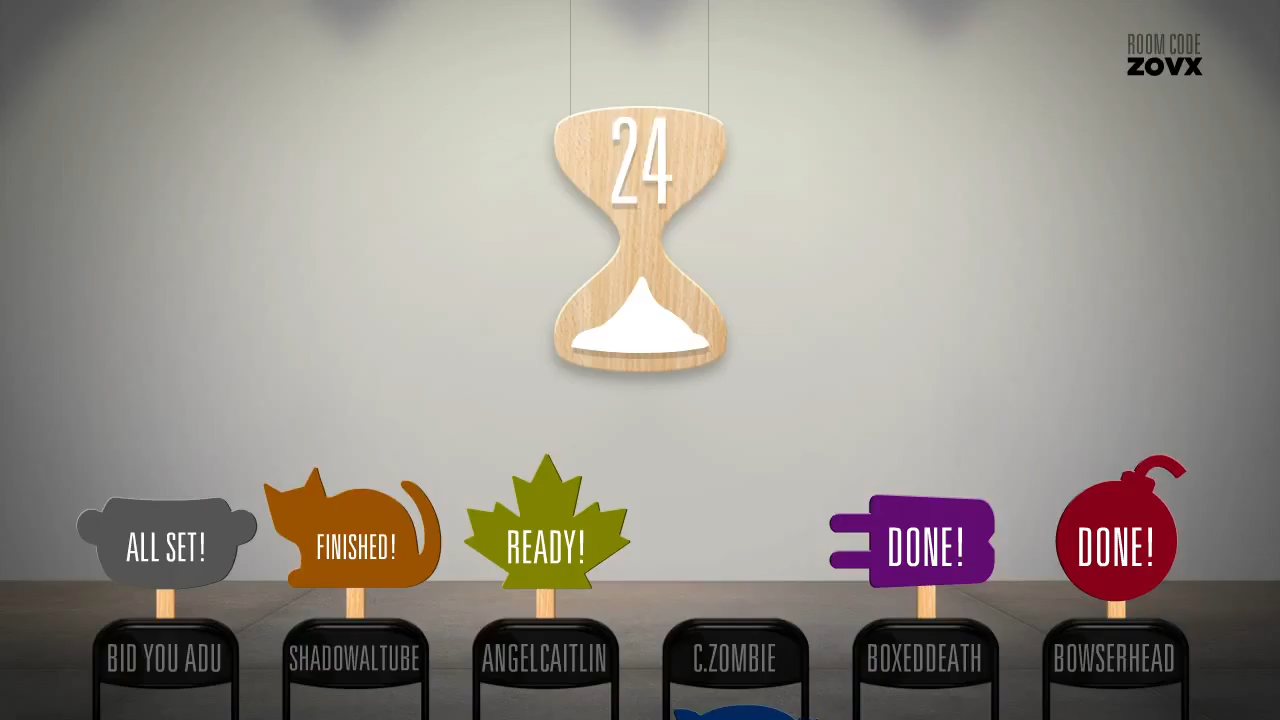 ROOM CODE
ZOVX
24
ALL SET!
FINISHED!
READY!
DONE!
DONE!
BID YOU ADU
SHADOWALTUBE
ANGELCAITLIN
C.ZOMBIE
BOXEDDEATH
BOWSERHEAD